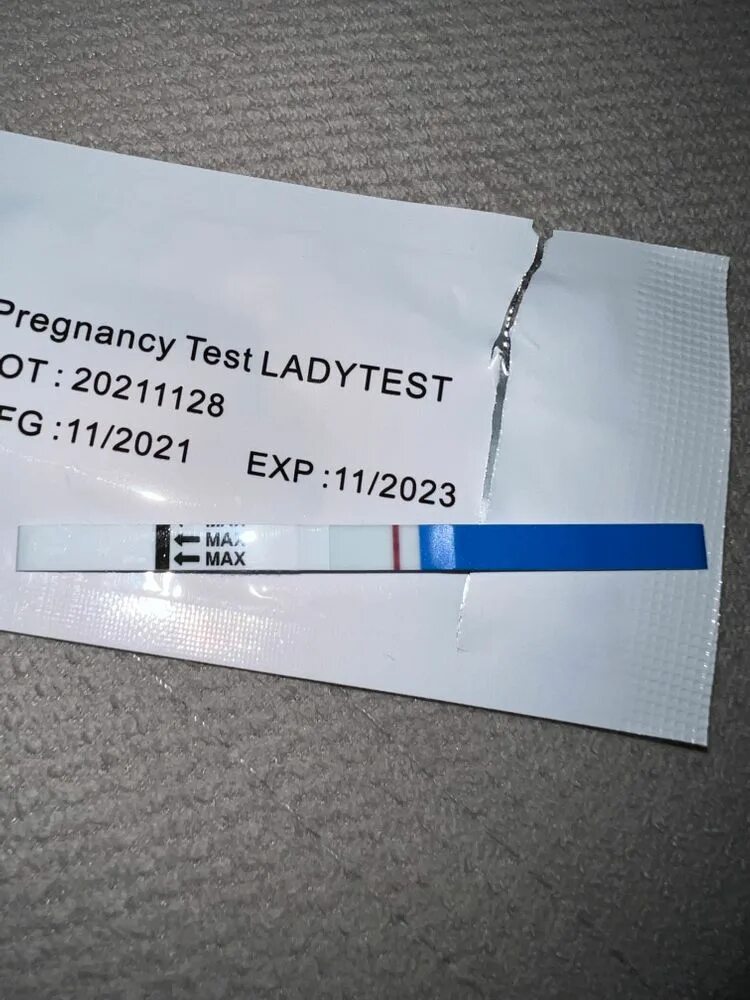 Pregnancy Test LADYTEST
OT : 20211128
FG : 11/2021 EXP : 11/2023
MAX
MAX